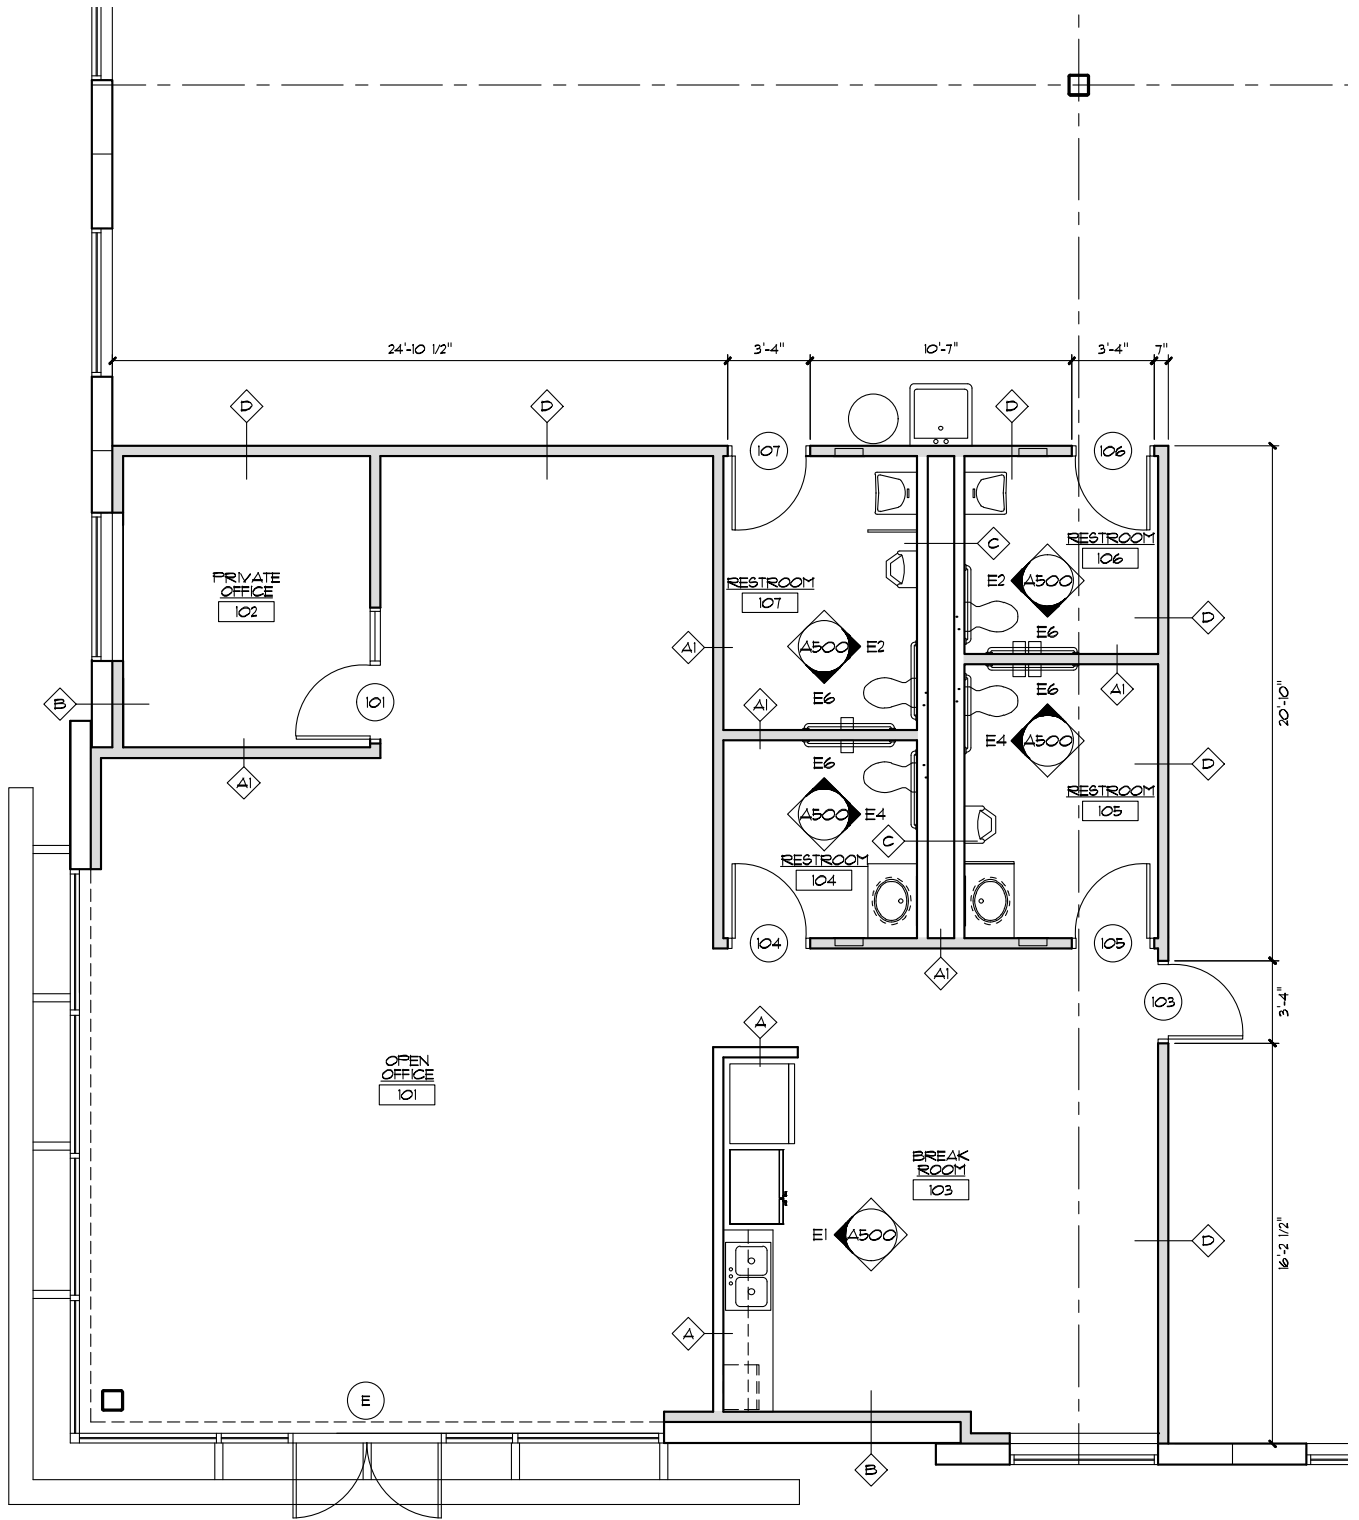 24'-10 1/2"
3'-4"
10'-7"
3'-4"
7"
D
D
D
107
106
C
RESTROOM
106
PRIVATE
OFFICE
102
RESTROOM
107
E2
A500
E6
D
A1
A500
E2
E6
A1
E6
A1
B
101
A1
20'-10"
E4
A500
D
E6
A1
A500
E4
RESTROOM
105
C
RESTROOM
104
104
105
A1
103
3'-4"
A
OPEN
OFFICE
101
BREAK
ROOM
103
E1
A500
D
16'-2 1/2"
A
E
B